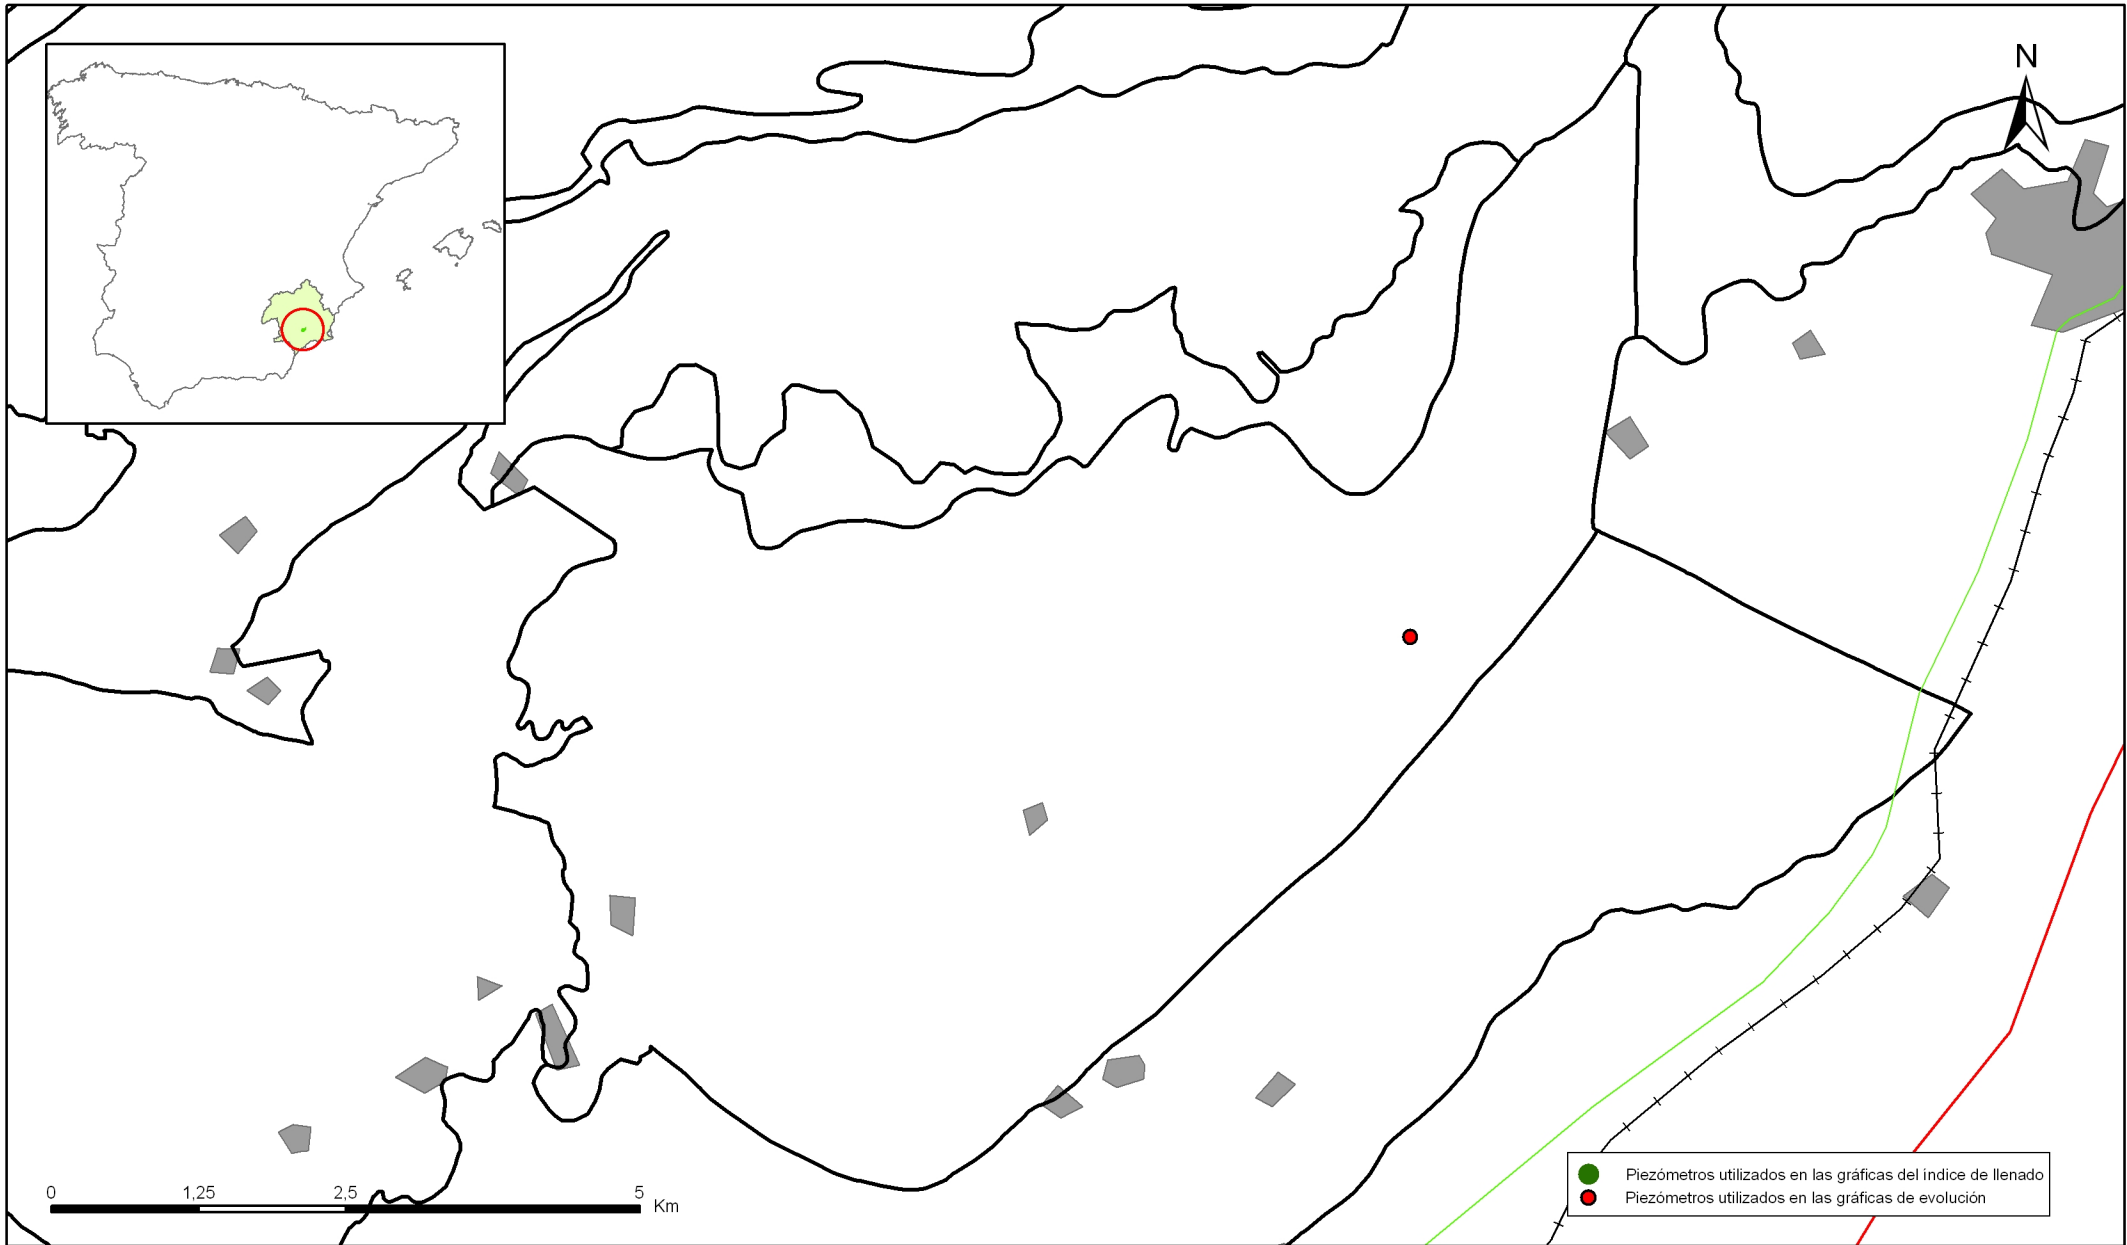 N
Piezómetros utilizados en las gráficas del índice de llenado
Piezómetros utilizados en las gráficas de evolución
0 1,25 2,5 5
Km